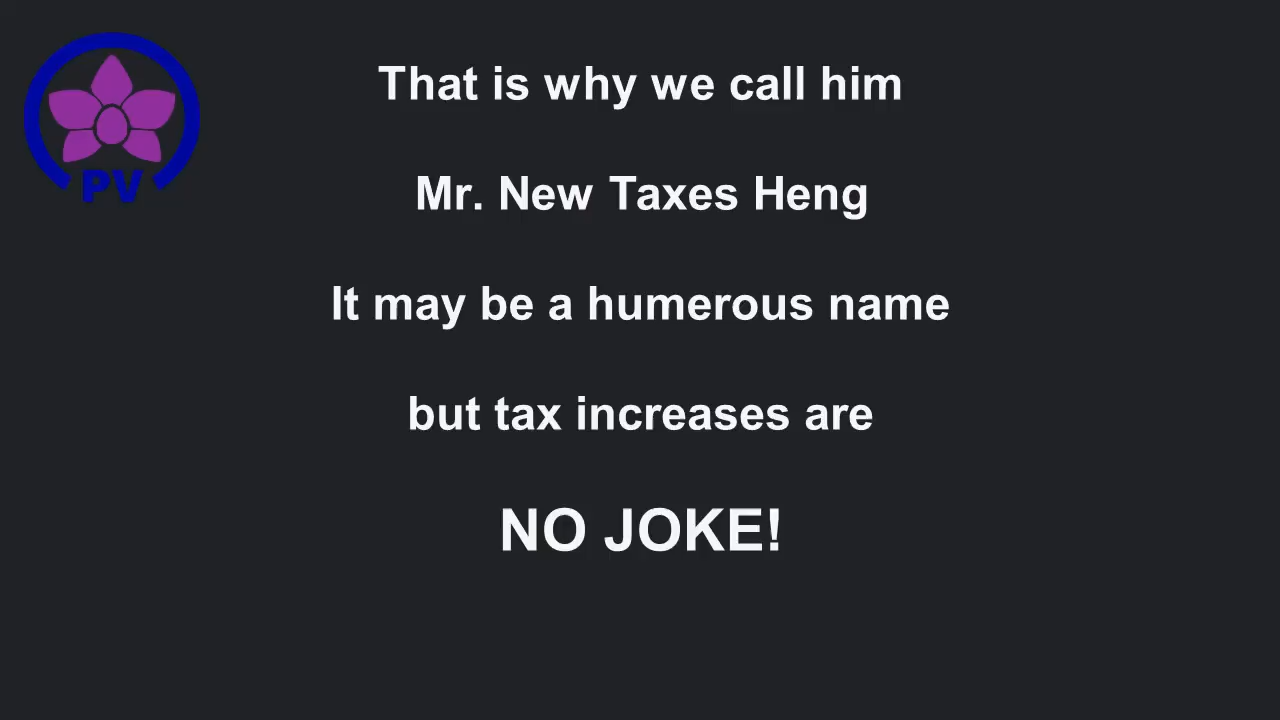 PV
That is why we call him
Mr. New Taxes Heng
It may be a humerous name
but tax increases are
NO JOKE!